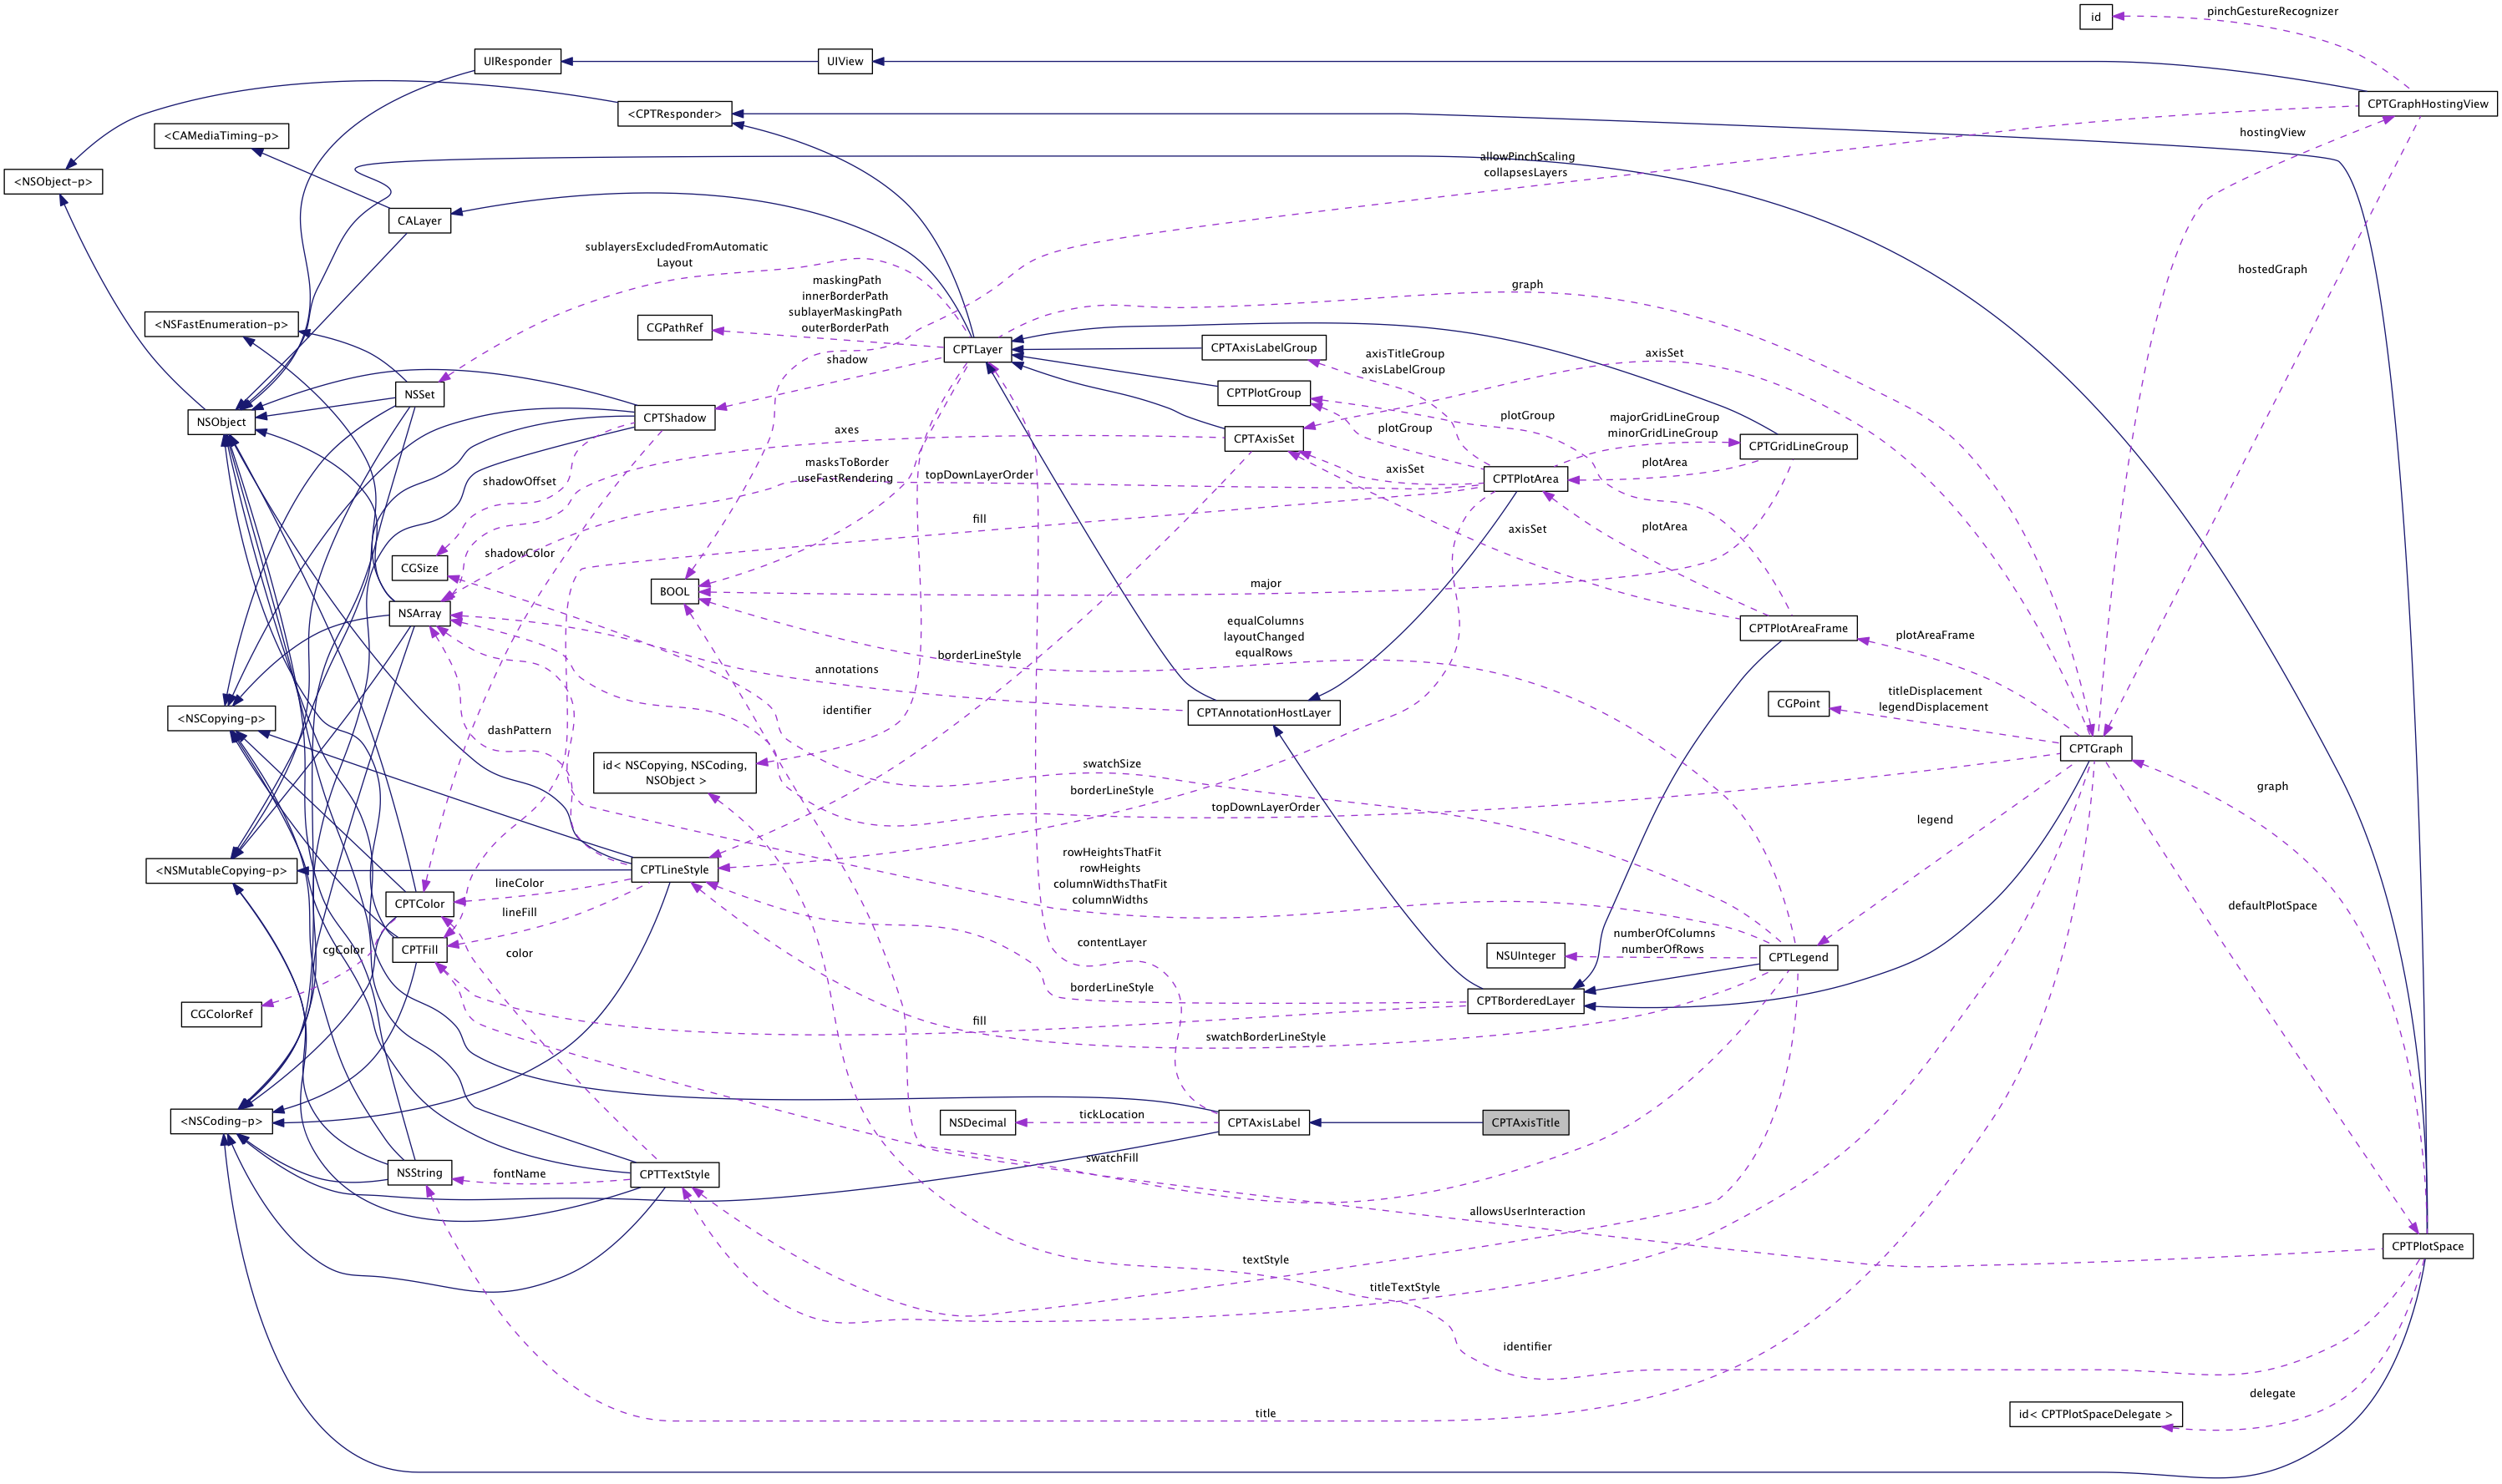 id
pinchGestureRecognizer
UIResponder
UIView
CPTGraphHostingView
<CPTResponder>
<CAMediaTiming-p>
hostingView
<NSObject-p>
allowPinchScaling
collapsesLayers
CALayer
sublayersExcludedFromAutomatic
Layout
hostedGraph
maskingPath
innerBorderPath
sublayerMaskingPath
outerBorderPath
graph
<NSFastEnumeration-p>
CGPathRef
CPTLayer
CPTAxisLabelGroup
shadow
axisTitleGroup
axisLabelGroup
axisSet
NSSet
CPTPlotGroup
NSObject
CPTShadow
plotGroup
majorGridLineGroup
minorGridLineGroup
axes
plotGroup
CPTAxisSet
CPTGridLineGroup
masksToBorder
useFastRendering
topDownLayerOrder
axisSet
plotArea
shadowOffset
CPTPlotArea
fill
axisSet
plotArea
shadowColor
CGSize
BOOL
major
NSArray
equalColumns
layoutChanged
equalRows
CPTPlotAreaFrame
plotAreaFrame
borderLineStyle
annotations
titleDisplacement
legendDisplacement
CGPoint
<NSCopying-p>
identifier
CPTAnnotationHostLayer
dashPattern
CPTGraph
id< NSCopying, NSCoding,
NSObject >
swatchSize
borderLineStyle
graph
topDownLayerOrder
legend
rowHeightsThatFit
rowHeights
columnWidthsThatFit
columnWidths
<NSMutableCopying-p>
CPTLineStyle
lineColor
CPTColor
lineFill
defaultPlotSpace
numberOfColumns
numberOfRows
cgColor
CPTFill
color
contentLayer
NSUInteger
CPTLegend
borderLineStyle
CPTBorderedLayer
CGColorRef
fill
swatchBorderLineStyle
<NSCoding-p>
tickLocation
NSDecimal
CPTAxisLabel
CPTAxisTitle
swatchFill
NSString
fontName
CPTTextStyle
allowsUserInteraction
CPTPlotSpace
textStyle
titleTextStyle
identifier
delegate
title
id< CPTPlotSpaceDelegate >